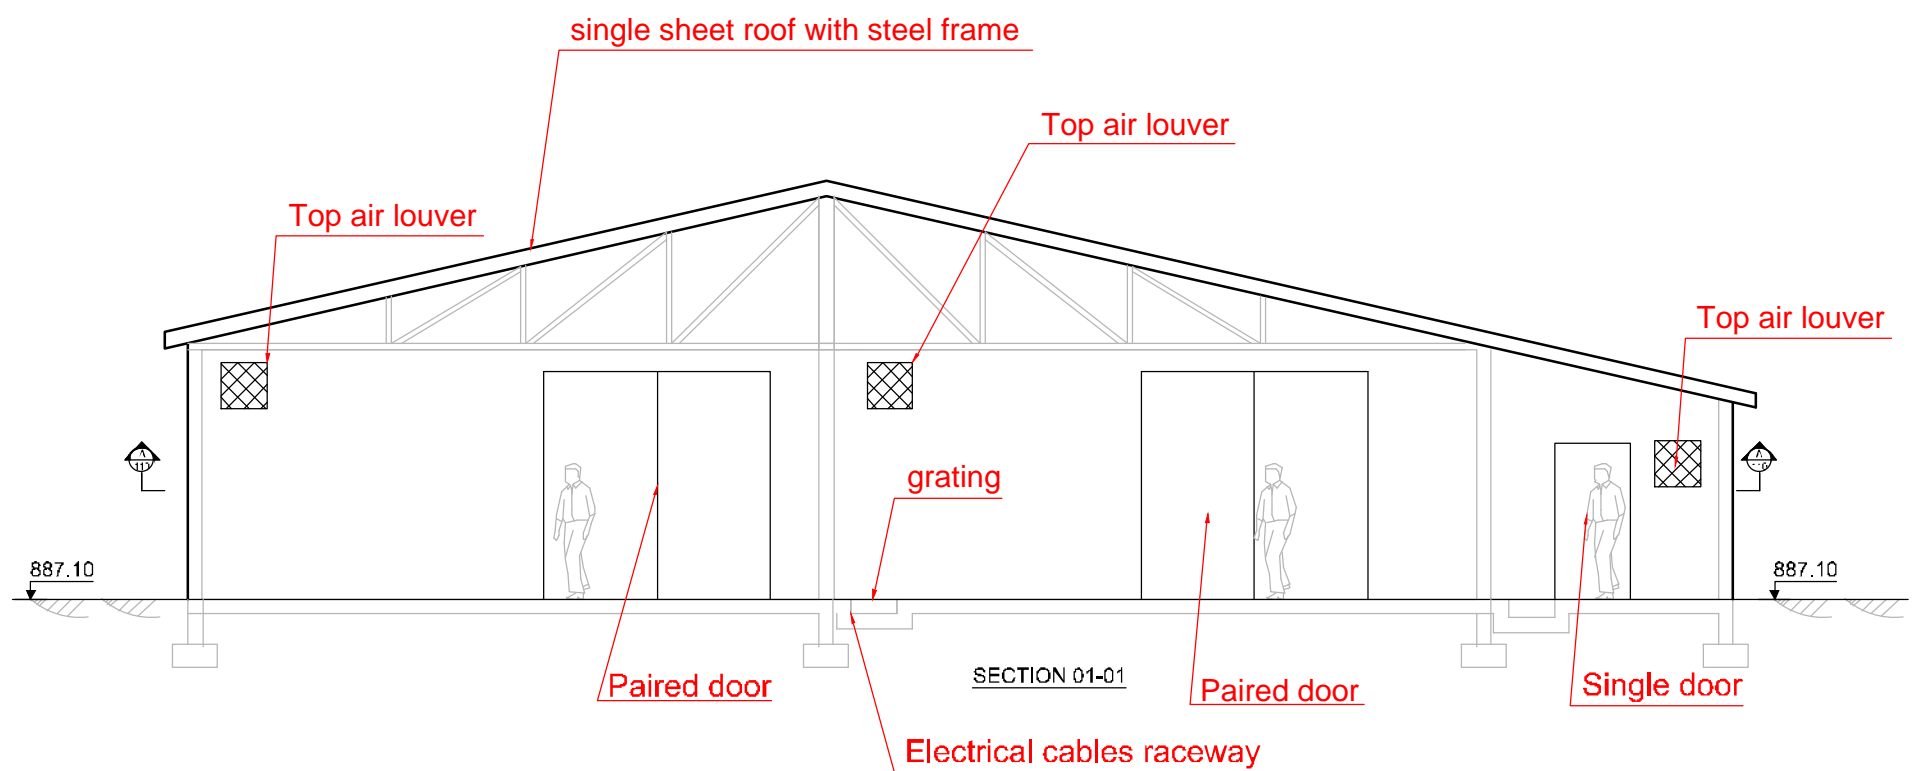 single sheet roof with steel frame
Top air louver
Top air louver
Top air louver
A
A
grating
887.10
887.10
Paired door
SECTION 01-01
Paired door
Single door
Electrical cables raceway